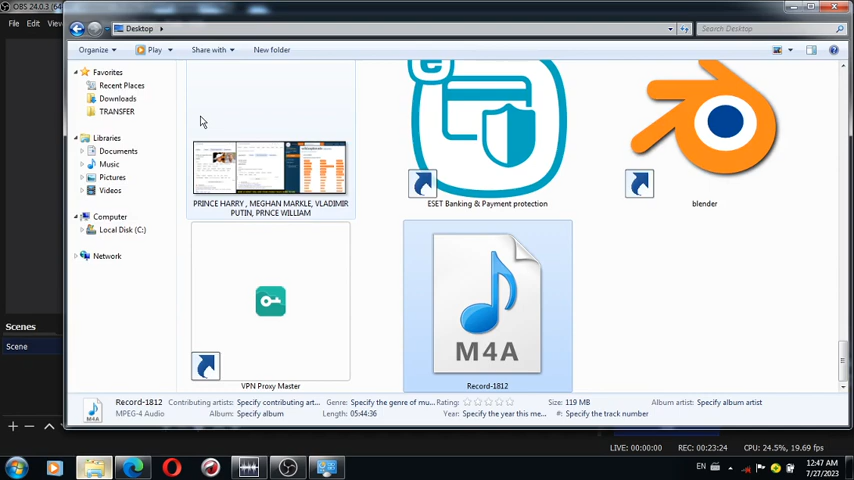 OBS 24.0.3 (64
File Edit View
Desktop
Search Desktop
Organize Play Share with New folder
Favorites
Recent Places
Downloads
TRANSFER
Libraries
Documents
Music
Pictures
Videos
Computer
Local Disk (C:)
Network
PRINCE HARRY , MEGHAN MARKLE, VLADIMIR
PUTIN, PRNCE WILLIAM
e
ESET Banking & Payment protection
blender
VPN Proxy Master
M4A
Record-1812
Record-1812 Contributing artists: Specify contributing art... Genre: Specify the genre of mu... Rating: Size: 119 MB Album artist: Specify album artist
MPEG-4 Audio Album: Specify album Length: 05:44:36 Year: Specify the year this me... #: Specify the track number
Scenes
Scene
LIVE: 00:00:00 REC: 00:23:24 CPU: 24.5%, 19.69 fps
EN 12:47 AM
7/27/2023